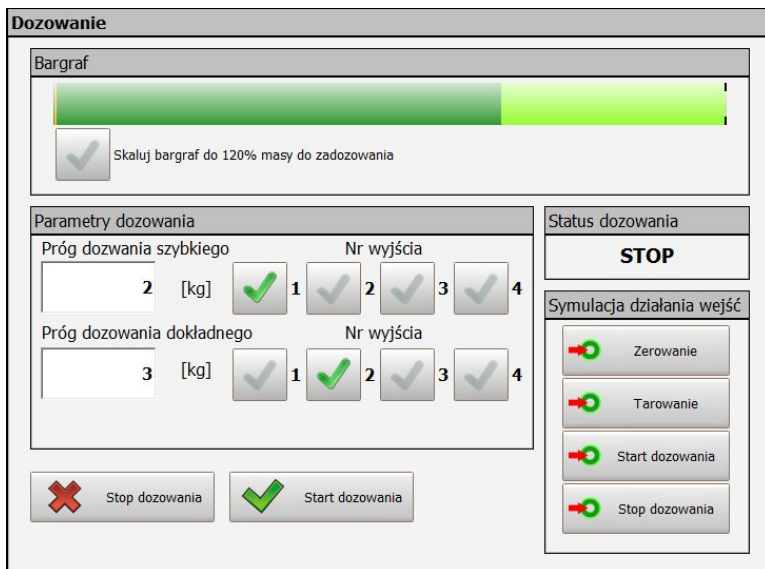 Dozowanie
Bargraf
Skaluj bargraf do 120% masy do zadozowania
Parametry dozowania
Próg dozwania szybkiego Nr wyjścia
2 [kg] 1 2 3 4
Próg dozowania dokładnego Nr wyjścia
3 [kg] 1 2 3 4
Status dozowania
STOP
Symulacja działania wejść
Zerowanie
Tarowanie
Start dozowania
Stop dozowania
Stop dozowania Start dozowania